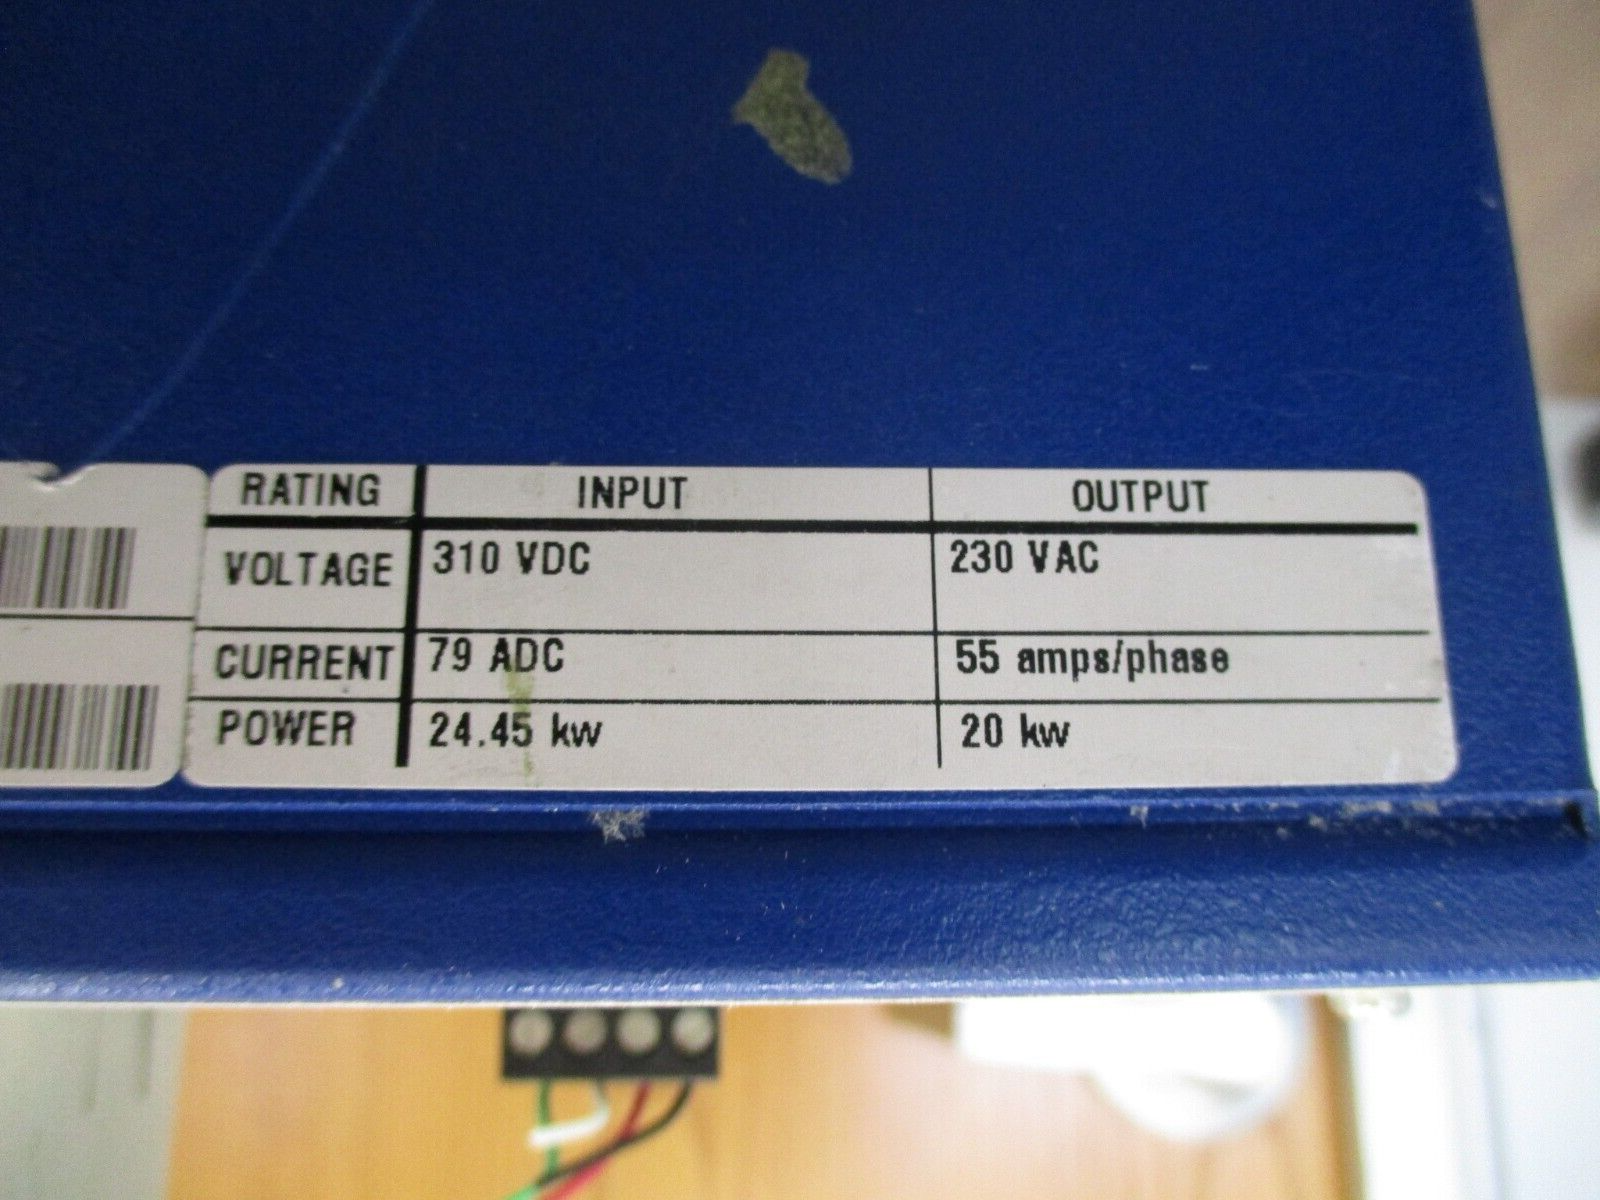 RATING INPUT OUTPUT
VOLTAGE 310 VDC 230 VAC
CURRENT 79 ADC 55 amps/phase
POWER 24.45 kw 20 kw